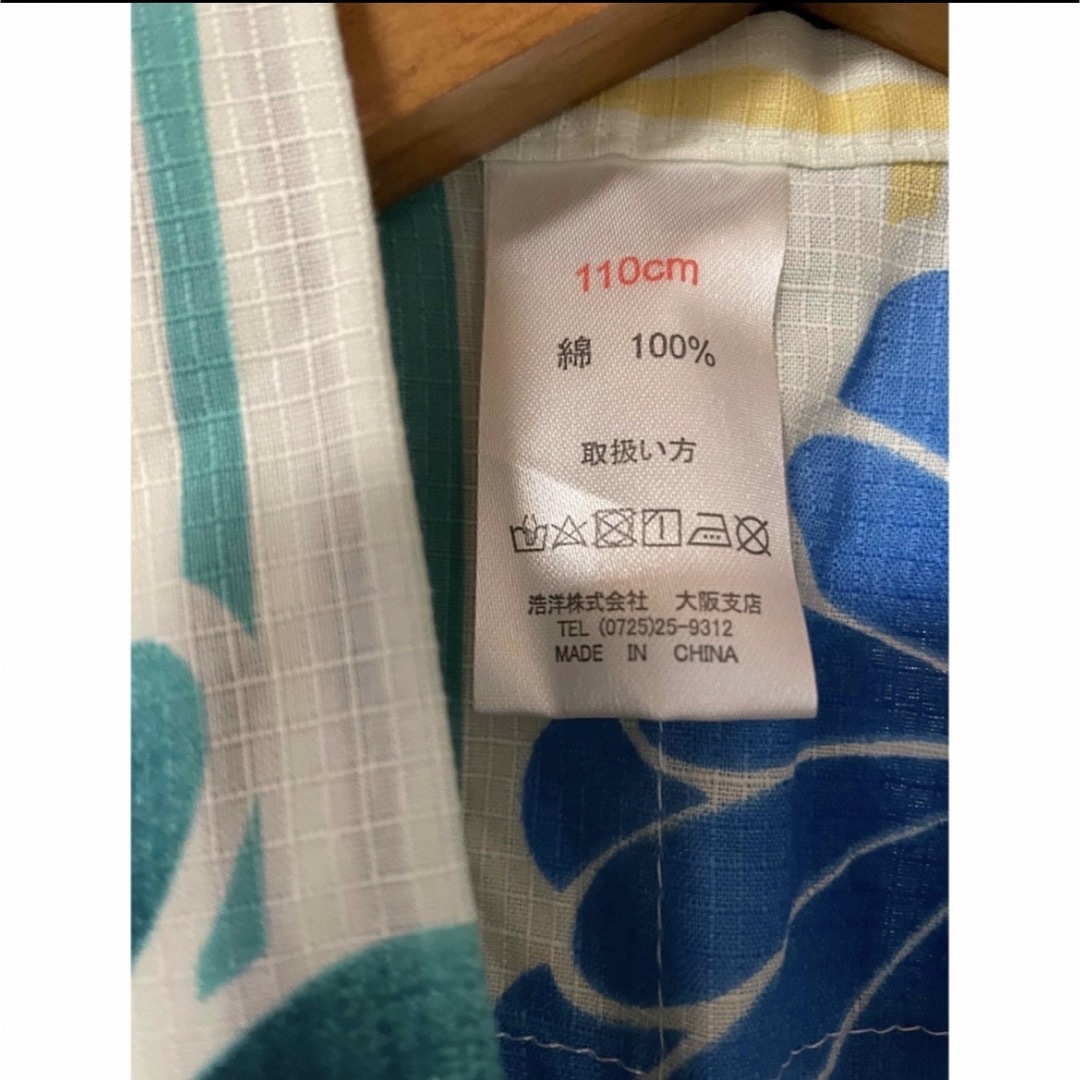 110cm
綿 100%
取扱い方
浩洋株式会社 大阪支店
TEL (0725)25-9312
MADE IN CHINA